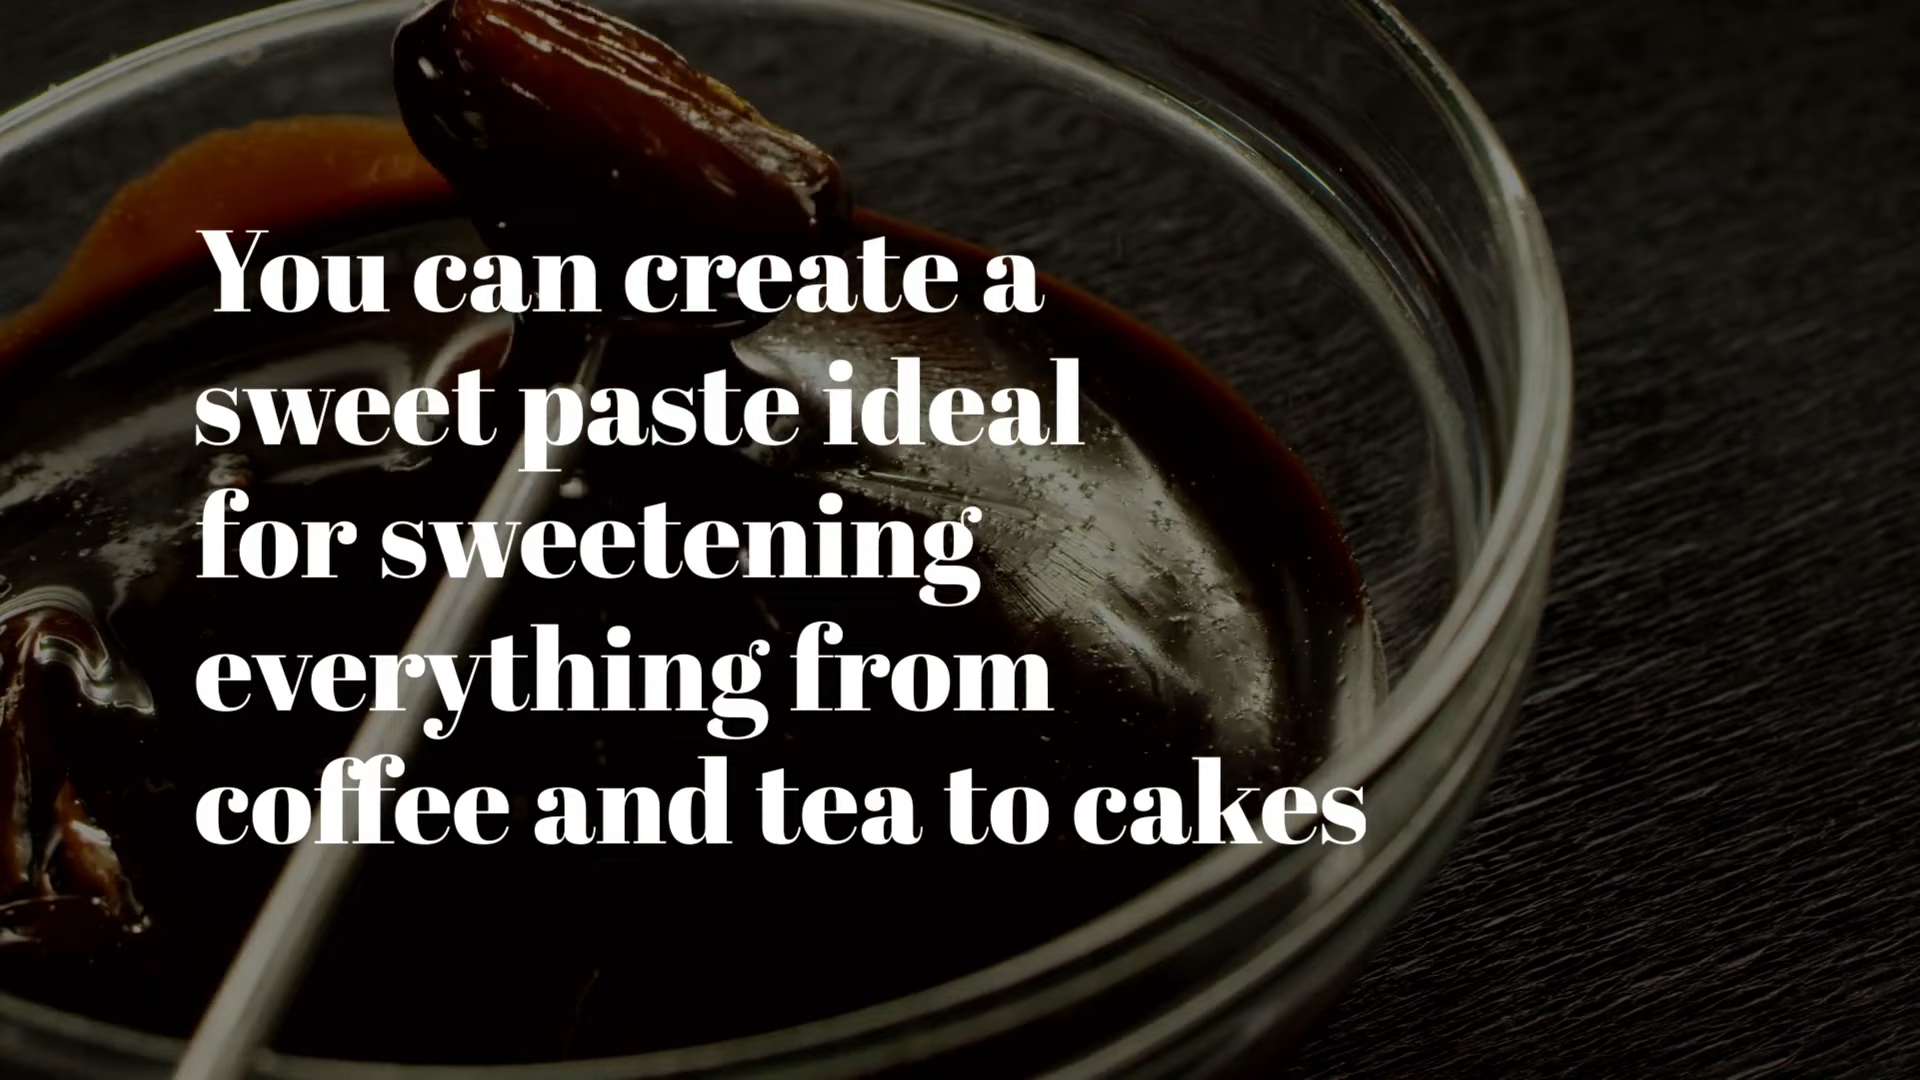 You can create a
sweet paste ideal
for sweetening
everything from
coffee and tea to cakes